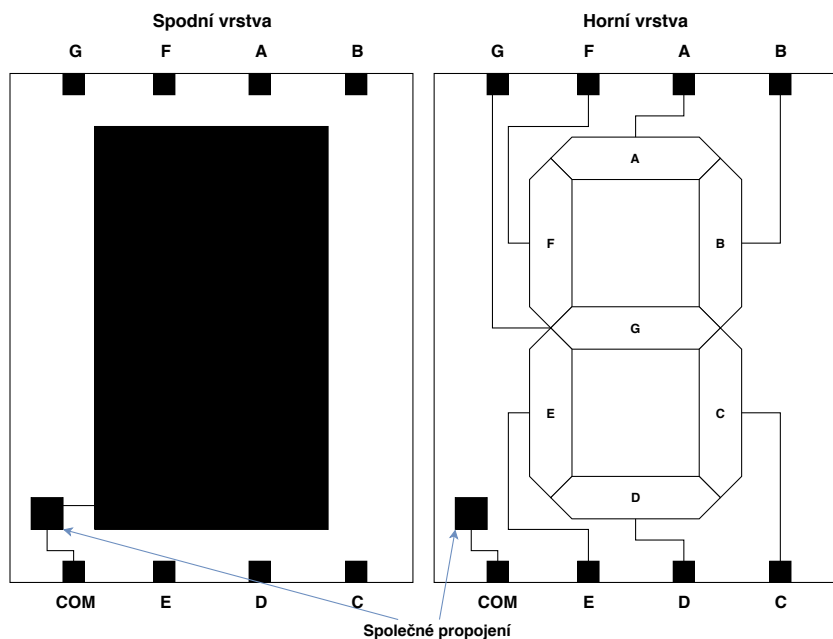 Spodní vrstva
Horní vrstva
G F A B
G F A B
A
F
B
G
E
C
D
COM E D C
COM E D C
Společné propojení